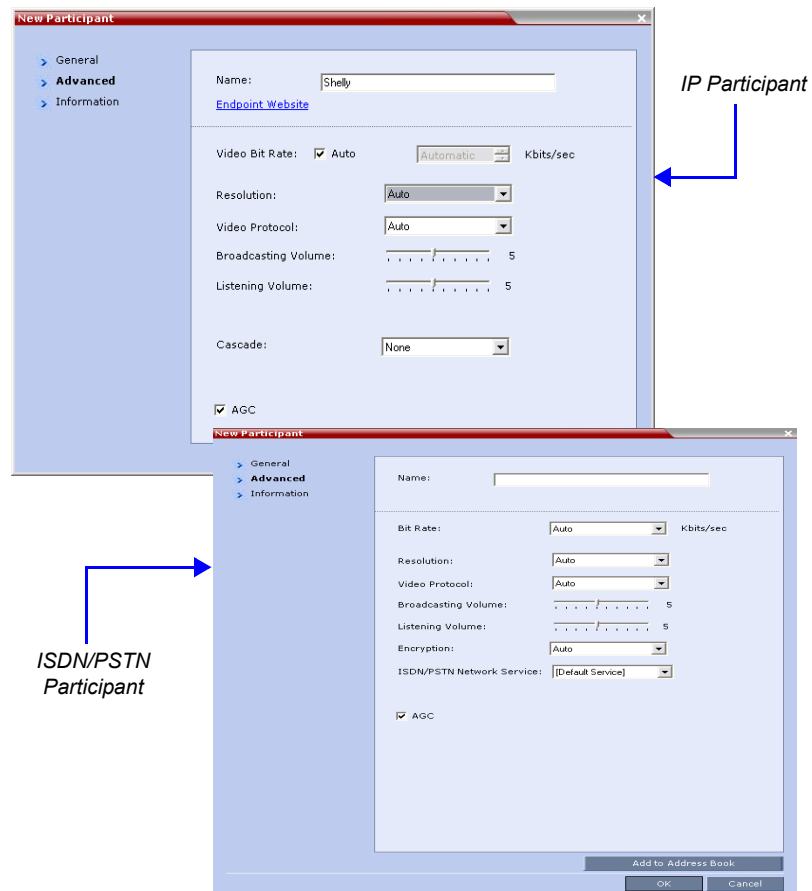 New Participant
General
Advanced
Information
Name: Shelly
Endpoint Website
Video Bit Rate: Auto Automatic Kbits/sec
Resolution: Auto
Video Protocol: Auto
Broadcasting Volume: 5
Listening Volume: 5
Cascade: None
AGC
IP Participant
New Participant
General
Advanced
Information
Name:
Bit Rate: Auto Kbits/sec
Resolution: Auto
Video Protocol: Auto
Broadcasting Volume: 5
Listening Volume: 5
Encryption: Auto
ISDN/PSTN Network Service: [Default Service]
AGC
Add to Address Book
OK Cancel
ISDN/PSTN
Participant